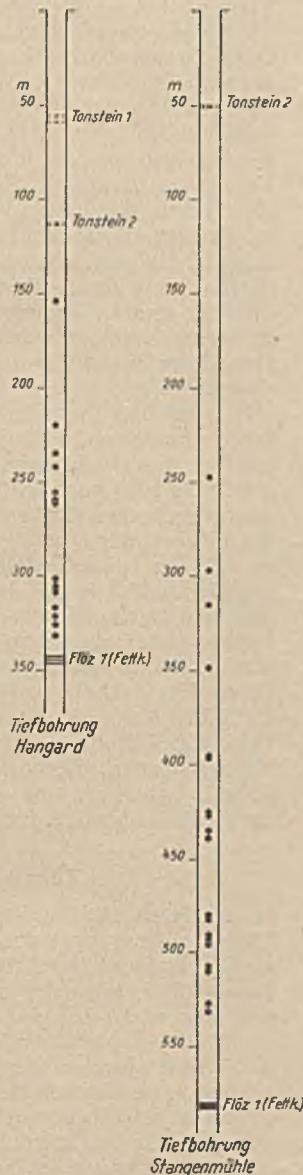 m
50
Tonstein 1
100
Tonstein 2
150
200
250
300
350
Flöz 1 (Fettk)
Tiefbohrung
Hangard
m
50
Tonstein 2
100
150
200
250
300
350
400
450
500
550
Flöz 1 (Fettk)
Tiefbohrung
Stangenmühle